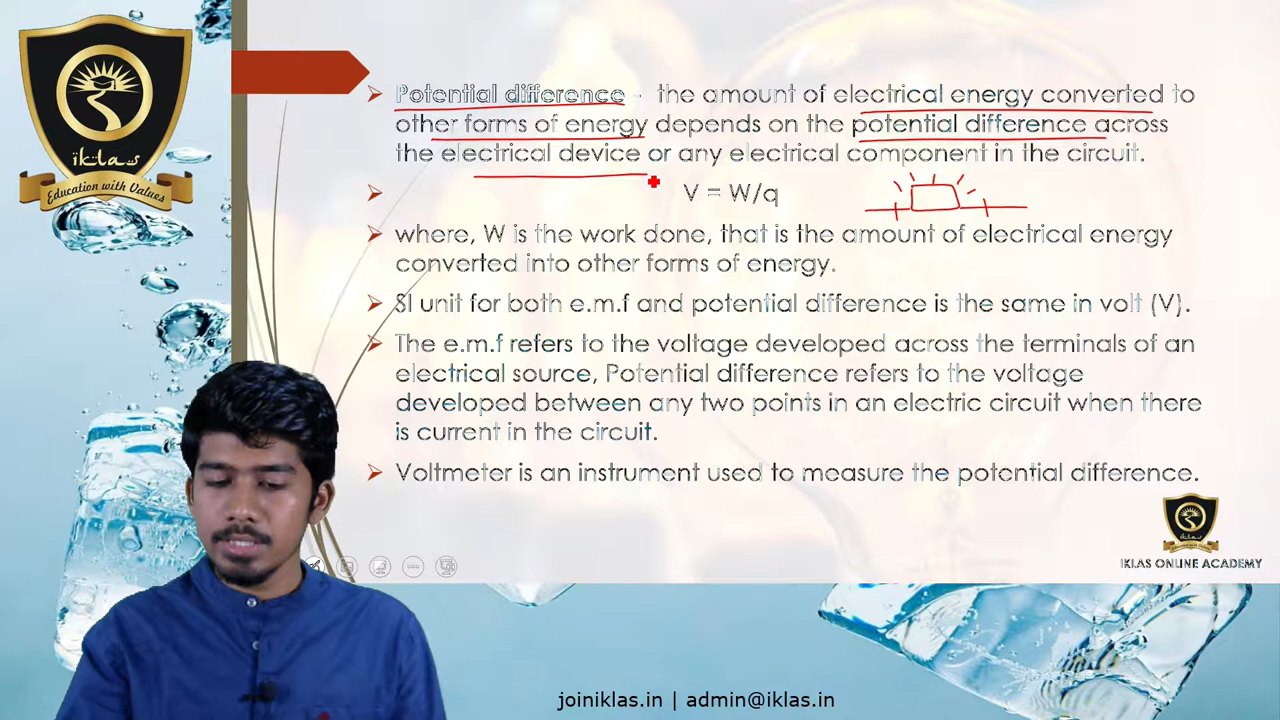 iklas
Education with Values
Potential difference - the amount of electrical energy converted to
other forms of energy depends on the potential difference across
the electrical device or any electrical component in the circuit.
V = W/q
where, W is the work done, that is the amount of electrical energy
converted into other forms of energy.
SI unit for both e.m.f and potential difference is the same in volt (V).
The e.m.f refers to the voltage developed across the terminals of an
electrical source, Potential difference refers to the voltage
developed between any two points in an electric circuit when there
is current in the circuit.
Voltmeter is an instrument used to measure the potential difference.
IKLAS ONLINE ACADEMY
joiniklas.in | admin@iklas.in